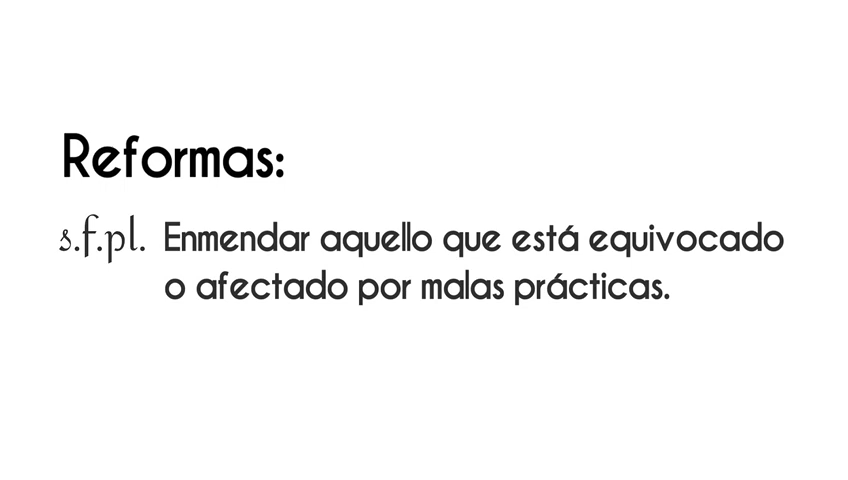 Reformas:
s.f.pl. Enmendar aquello que está equivocado
o afectado por malas prácticas.